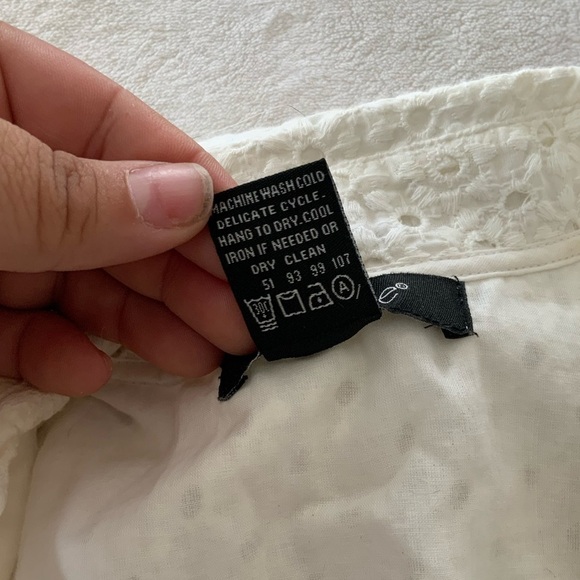 MACHINE WASH COLD
DELICATE CYCLE.
HANG TO DRY.COOL
IRON IF NEEDED OR
DRY CLEAN
51 93 99 107
30c A
e